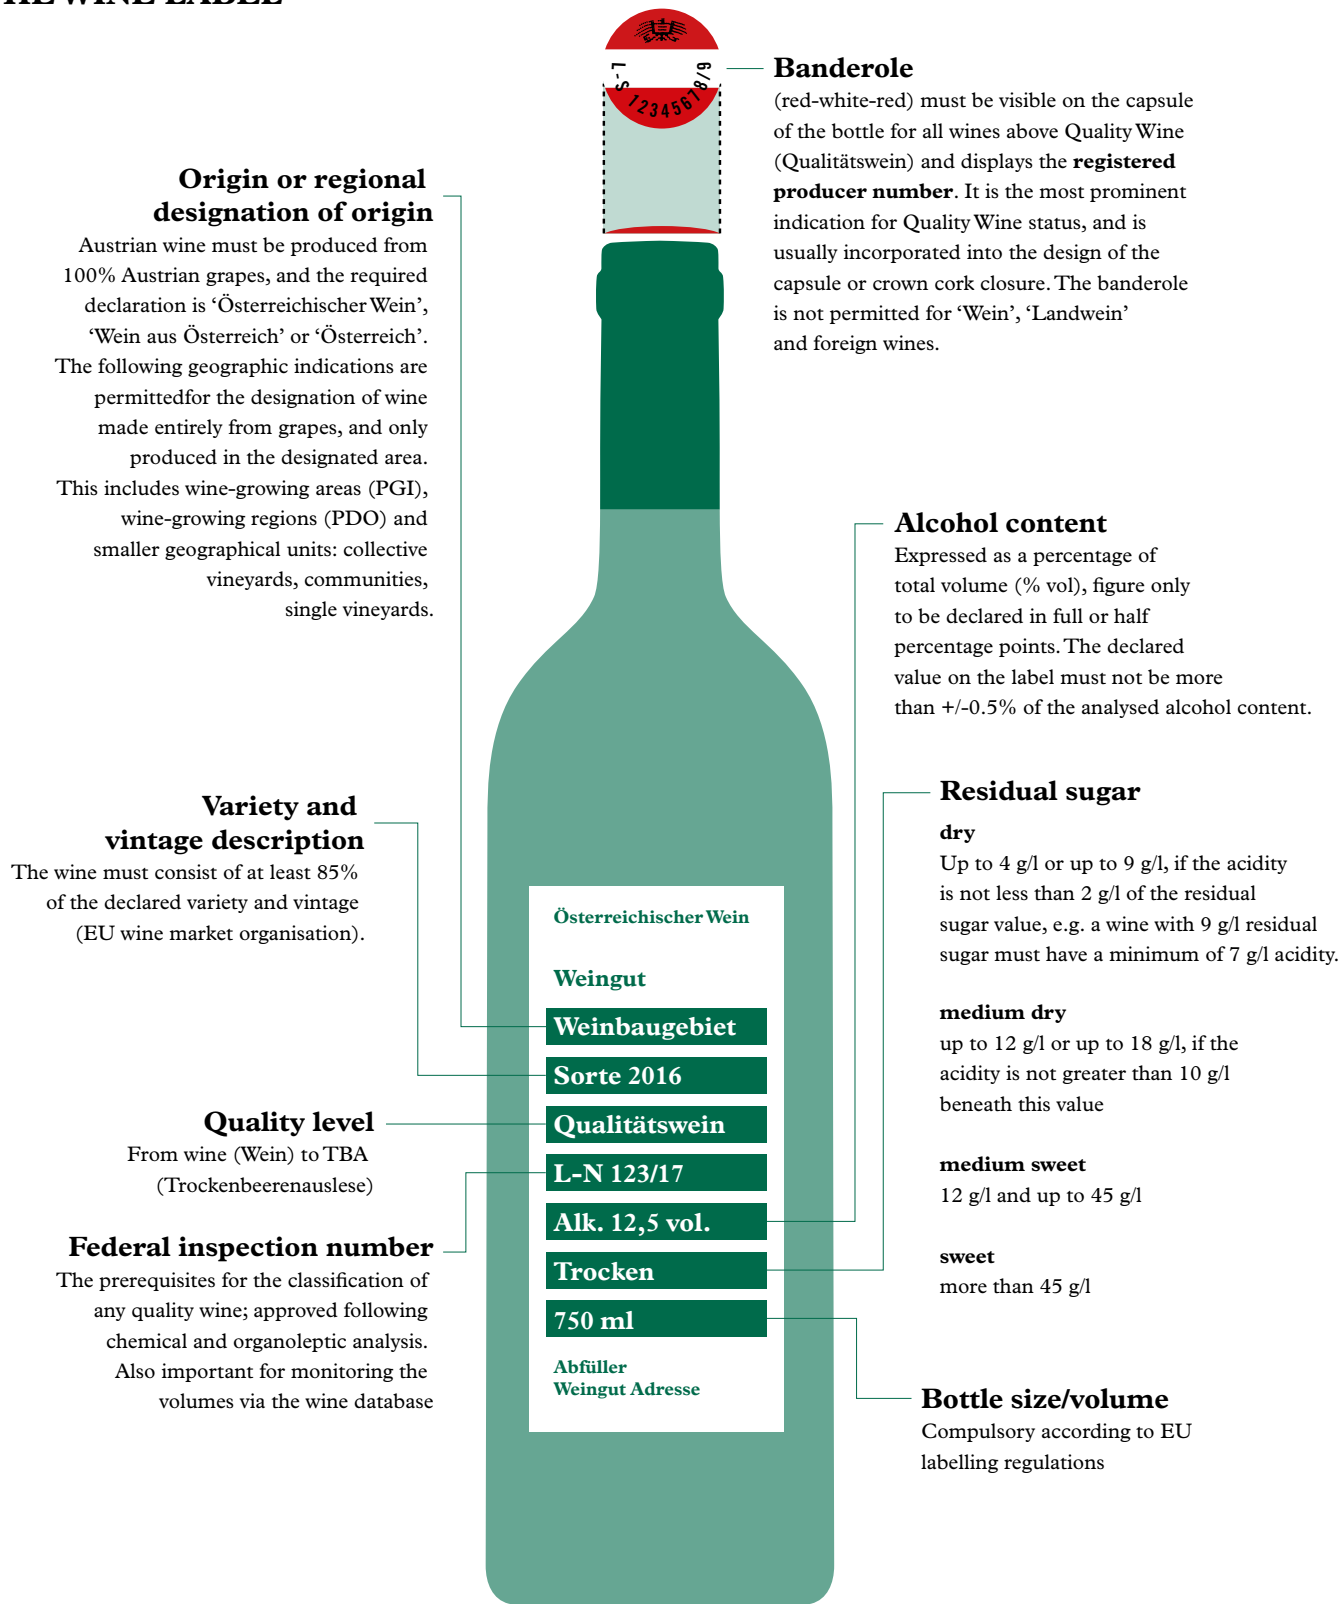 THE WINE LABEL
L-S 12345678/9
Banderole
(red-white-red) must be visible on the capsule
of the bottle for all wines above Quality Wine
(Qualitätswein) and displays the registered
producer number. It is the most prominent
indication for Quality Wine status, and is
usually incorporated into the design of the
capsule or crown cork closure. The banderole
is not permitted for ‘Wein’, ‘Landwein’
and foreign wines.
Origin or regional
designation of origin
Austrian wine must be produced from
100% Austrian grapes, and the required
declaration is ‘Österreichischer Wein’,
‘Wein aus Österreich’ or ‘Österreich’.
The following geographic indications are
permittedfor the designation of wine
made entirely from grapes, and only
produced in the designated area.
This includes wine-growing areas (PGI),
wine-growing regions (PDO) and
smaller geographical units: collective
vineyards, communities,
single vineyards.
Alcohol content
Expressed as a percentage of
total volume (% vol), figure only
to be declared in full or half
percentage points. The declared
value on the label must not be more
than +/-0.5% of the analysed alcohol content.
Variety and
vintage description
The wine must consist of at least 85%
of the declared variety and vintage
(EU wine market organisation).
Residual sugar
dry
Up to 4 g/l or up to 9 g/l, if the acidity
is not less than 2 g/l of the residual
sugar value, e.g. a wine with 9 g/l residual
sugar must have a minimum of 7 g/l acidity.
medium dry
up to 12 g/l or up to 18 g/l, if the
acidity is not greater than 10 g/l
beneath this value
medium sweet
12 g/l and up to 45 g/l
sweet
more than 45 g/l
Quality level
From wine (Wein) to TBA
(Trockenbeerenauslese)
Federal inspection number
The prerequisites for the classification of
any quality wine; approved following
chemical and organoleptic analysis.
Also important for monitoring the
volumes via the wine database
Österreichischer Wein
Weingut
Weinbaugebiet
Sorte 2016
Qualitätswein
L-N 123/17
Alk. 12,5 vol.
Trocken
750 ml
Abfüller
Weingut Adresse
Bottle size/volume
Compulsory according to EU
labelling regulations